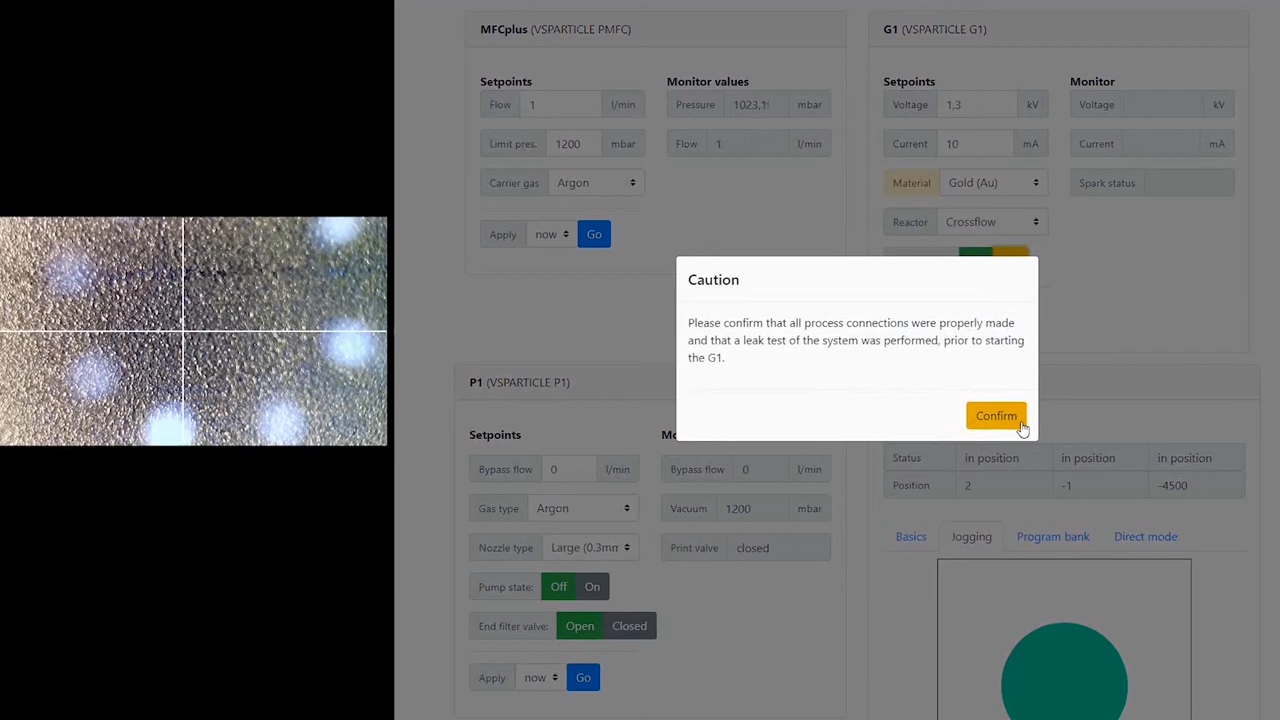 MFCplus (VSPARTICLE PMFC)
Setpoints
Monitor values
Flow 1 l/min
Pressure 1023,1 mbar
Limit pres. 1200 mbar
Flow 1 l/min
Carrier gas Argon
Apply now Go
G1 (VSPARTICLE G1)
Setpoints
Monitor
Voltage 1,3 kV
Voltage kV
Current 10 mA
Current mA
Material Gold (Au)
Spark status
Reactor Crossflow
Caution
Please confirm that all process connections were properly made
and that a leak test of the system was performed, prior to starting
the G1.
Confirm
P1 (VSPARTICLE P1)
Setpoints
Bypass flow 0 l/min
Bypass flow 0 l/min
Gas type Argon
Vacuum 1200 mbar
Nozzle type Large (0.3mm
Print valve closed
Pump state: Off On
End filter valve: Open Closed
Apply now Go
Status in position in position in position
Position 2 -1 -4500
Basics Jogging Program bank Direct mode